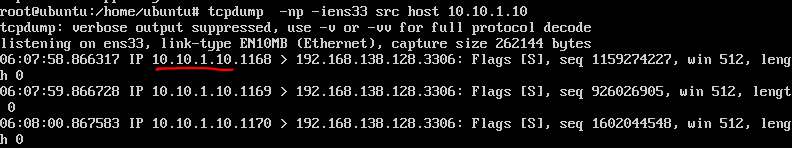 root@ubuntu:/home/ubuntu# tcpdump  -np -iens33 src host 10.10.1.10
tcpdump: verbose output suppressed, use -v or -vv for full protocol decode
listening on ens33, link-type EN10MB (Ethernet), capture size 262144 bytes
06:07:58.866317 IP 10.10.1.10.1168 > 192.168.138.128.3306: Flags [S], seq 1159274227, win 512, leng
h 0
06:07:59.866728 IP 10.10.1.10.1169 > 192.168.138.128.3306: Flags [S], seq 926026905, win 512, lengt
 0
06:08:00.867583 IP 10.10.1.10.1170 > 192.168.138.128.3306: Flags [S], seq 1602044548, win 512, leng
h 0